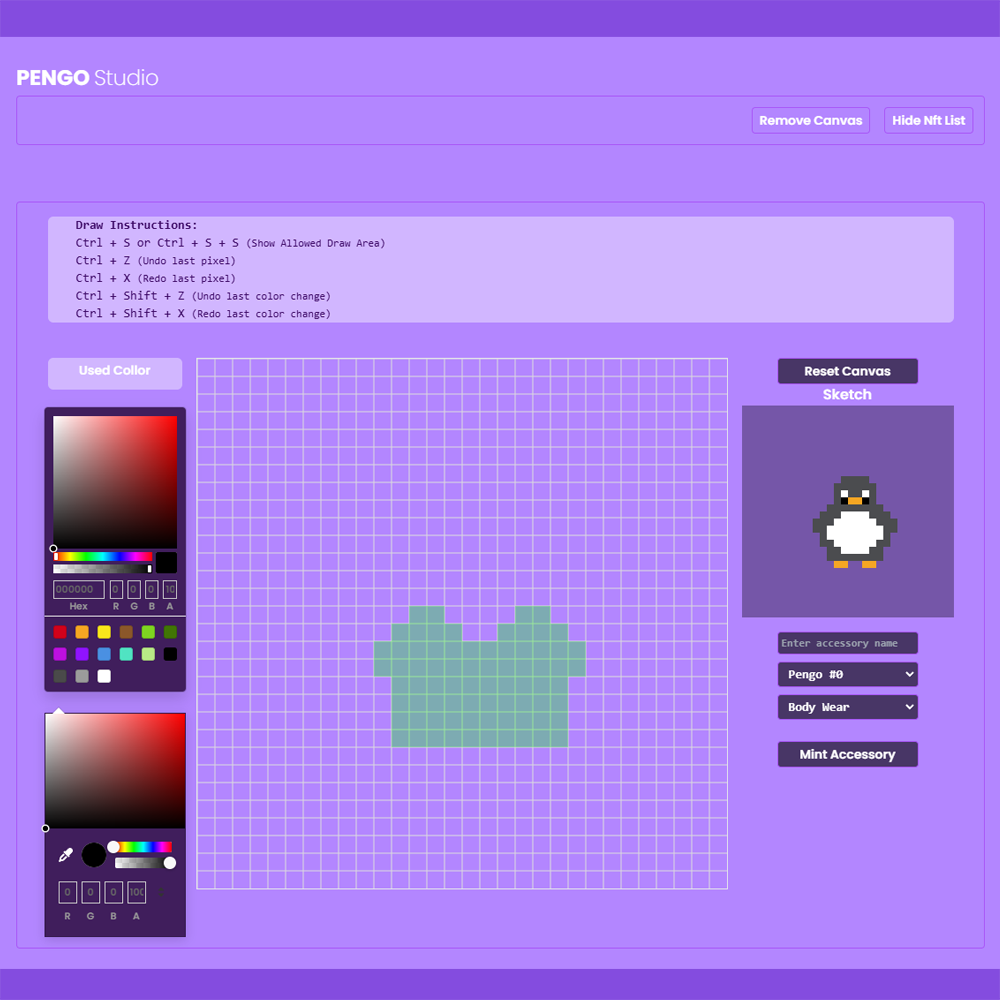 PENGO Studio
Remove Canvas
Hide Nft List
Draw Instructions:
Ctrl + S or Ctrl + S + S (Show Allowed Draw Area)
Ctrl + Z (Undo last pixel)
Ctrl + X (Redo last pixel)
Ctrl + Shift + Z (Undo last color change)
Ctrl + Shift + X (Redo last color change)
Used Collor
000000 0 0 0 10
Hex R G B A
0 0 0 100
R G B A
Reset Canvas
Sketch
Enter accessory name
Pengo #0
Body Wear
Mint Accessory